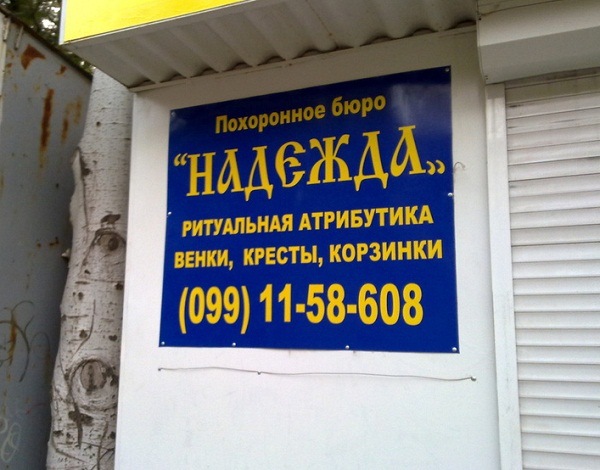 Похоронное бюро
“НАДЕЖДА„
РИТУАЛЬНАЯ АТРИБУТИКА
ВЕНКИ, КРЕСТЫ, КОРЗИНКИ
(099) 11-58-608